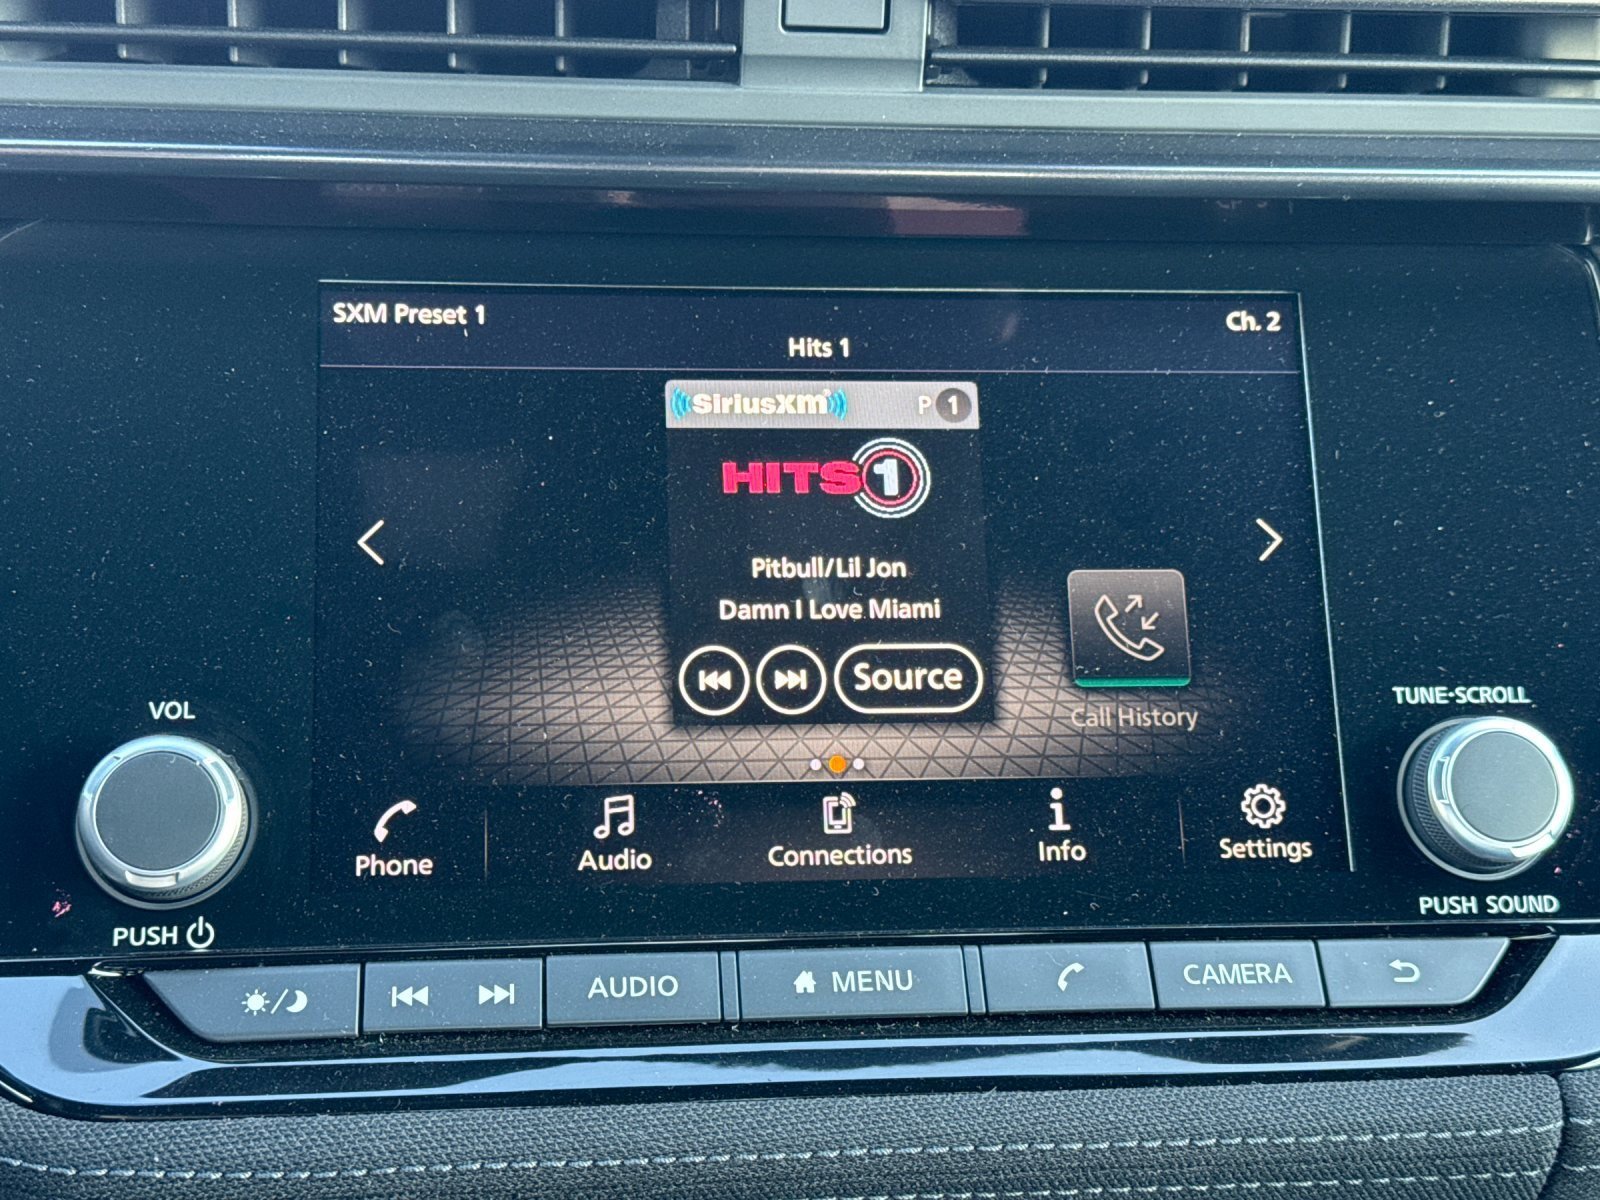 SXM Preset 1
Ch. 2
Hits 1
SiriusXM P 1
HITS 1
Pitbull/Lil Jon
Damn I Love Miami
Source
Call History
Phone
Audio
Connections
Info
Settings
VOL
PUSH
TUNE·SCROLL
PUSH SOUND
AUDIO
MENU
CAMERA